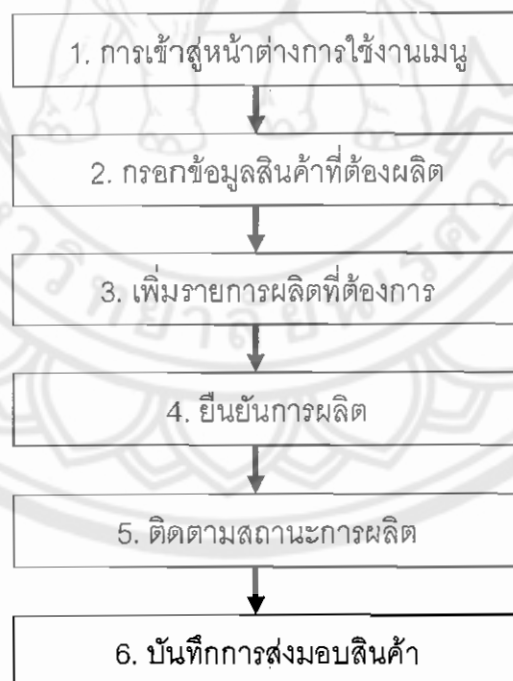 1. การเข้าสู่หน้าต่างการใช้งานเมนู
2. กรอกข้อมูลสินค้าที่ต้องผลิต
3. เพิ่มรายการผลิตที่ต้องการ
4. ยืนยันการผลิต
5. ติดตามสถานะการผลิต
6. บันทึกการส่งมอบสินค้า